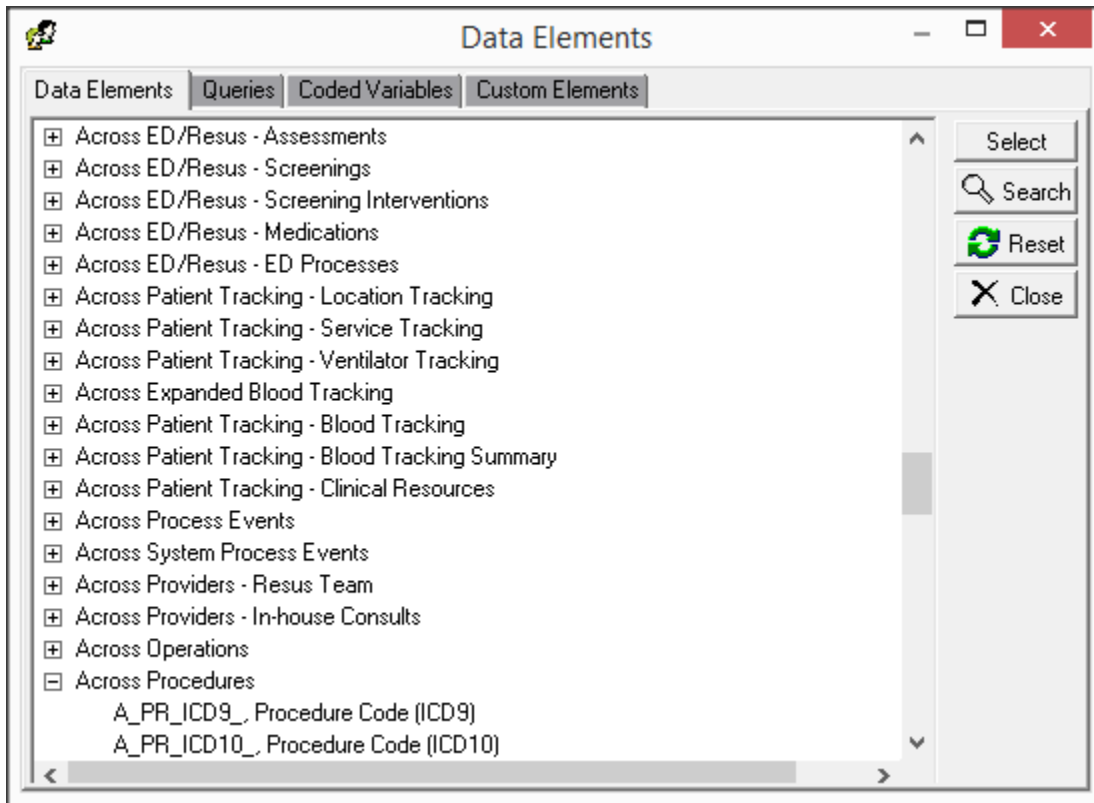 Data Elements
Data Elements Queries Coded Variables Custom Elements
Across ED/Resus - Assessments
Across ED/Resus - Screenings
Across ED/Resus - Screening Interventions
Across ED/Resus - Medications
Across ED/Resus - ED Processes
Across Patient Tracking - Location Tracking
Across Patient Tracking - Service Tracking
Across Patient Tracking - Ventilator Tracking
Across Expanded Blood Tracking
Across Patient Tracking - Blood Tracking
Across Patient Tracking - Blood Tracking Summary
Across Patient Tracking - Clinical Resources
Across Process Events
Across System Process Events
Across Providers - Resus Team
Across Providers - In-house Consults
Across Operations
Across Procedures
A_PR_ICD9_, Procedure Code (ICD9)
A_PR_ICD10_, Procedure Code (ICD10)
Select
Search
Reset
Close